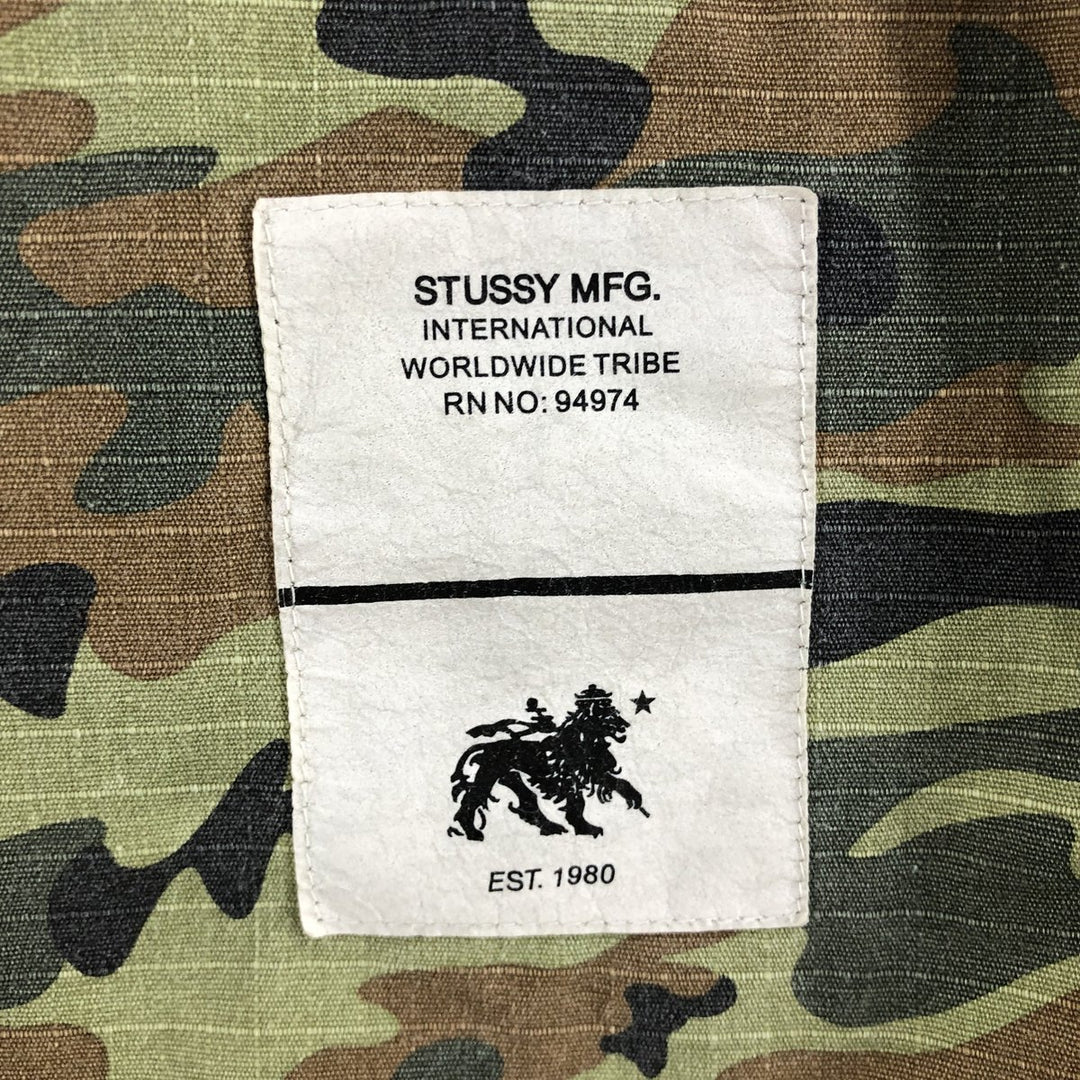 STUSSY MFG.
INTERNATIONAL
WORLDWIDE TRIBE
RN NO: 94974
EST. 1980